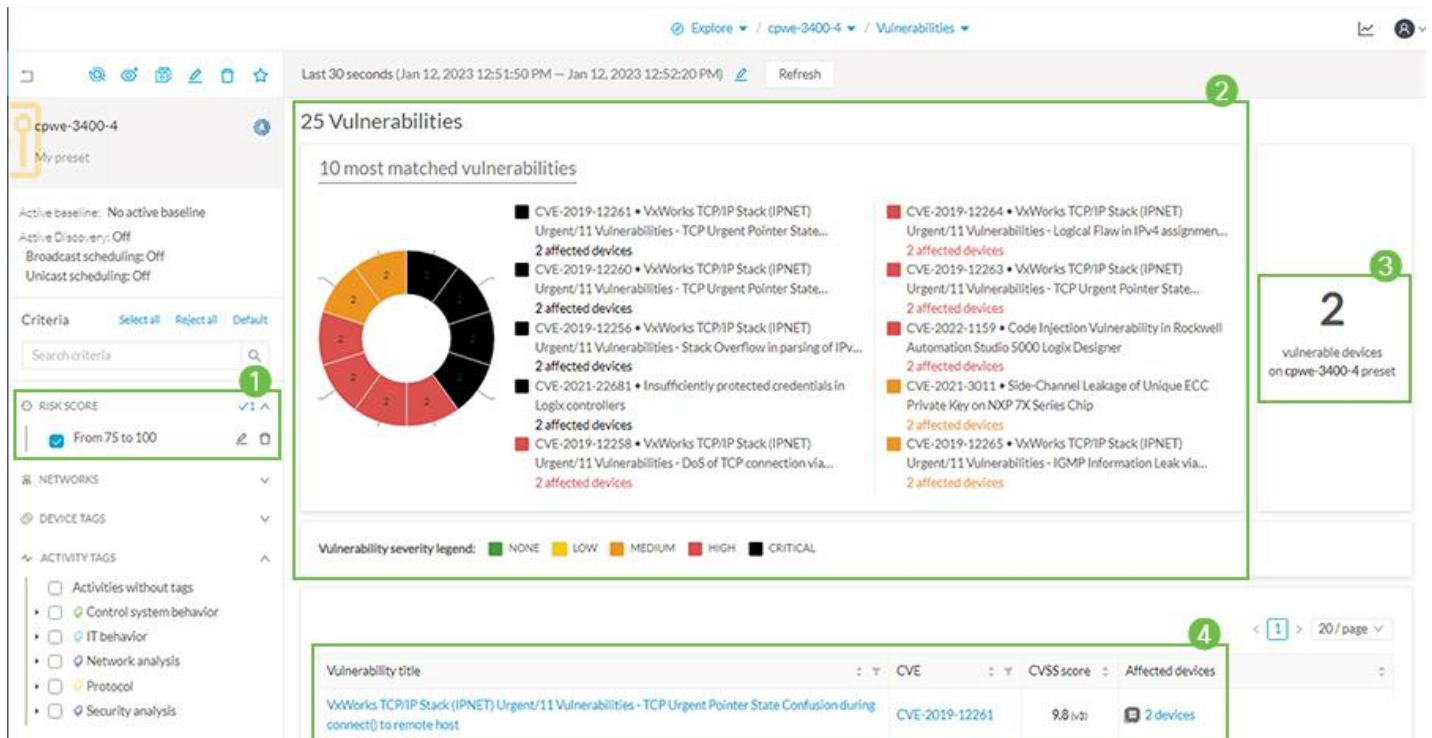 Explore / cpwe-3400-4 / Vulnerabilities
Last 30 seconds (Jan 12, 2023 12:51:50 PM — Jan 12, 2023 12:52:20 PM) Refresh
cpwe-3400-4
My preset
Active baseline: No active baseline
Active Discovery: Off
Broadcast scheduling: Off
Unicast scheduling: Off
Criteria Select all Reject all Default
Search criteria
1
RISK SCORE ✓1
From 75 to 100
NETWORKS
DEVICE TAGS
ACTIVITY TAGS
Activities without tags
Control system behavior
IT behavior
Network analysis
Protocol
Security analysis
2
25 Vulnerabilities
10 most matched vulnerabilities
2
2
2
2
2
2
CVE-2019-12261 • VxWorks TCP/IP Stack (IPNET)
Urgent/11 Vulnerabilities - TCP Urgent Pointer State...
2 affected devices
CVE-2019-12260 • VxWorks TCP/IP Stack (IPNET)
Urgent/11 Vulnerabilities - TCP Urgent Pointer State...
2 affected devices
CVE-2019-12256 • VxWorks TCP/IP Stack (IPNET)
Urgent/11 Vulnerabilities - Stack Overflow in parsing of IPv...
2 affected devices
CVE-2021-22681 • Insufficiently protected credentials in
Logix controllers
2 affected devices
CVE-2019-12258 • VxWorks TCP/IP Stack (IPNET)
Urgent/11 Vulnerabilities - DoS of TCP connection via...
2 affected devices
CVE-2019-12264 • VxWorks TCP/IP Stack (IPNET)
Urgent/11 Vulnerabilities - Logical Flaw in IPv4 assignmen...
2 affected devices
CVE-2019-12263 • VxWorks TCP/IP Stack (IPNET)
Urgent/11 Vulnerabilities - TCP Urgent Pointer State...
2 affected devices
CVE-2022-1159 • Code Injection Vulnerability in Rockwell
Automation Studio 5000 Logix Designer
2 affected devices
CVE-2021-3011 • Side-Channel Leakage of Unique ECC
Private Key on NXP 7X Series Chip
2 affected devices
CVE-2019-12265 • VxWorks TCP/IP Stack (IPNET)
Urgent/11 Vulnerabilities - IGMP Information Leak via...
2 affected devices
Vulnerability severity legend: NONE LOW MEDIUM HIGH CRITICAL
3
2
vulnerable devices
on cpwe-3400-4 preset
< 1 > 20 / page
4
Vulnerability title CVE CVSS score Affected devices
VxWorks TCP/IP Stack (IPNET) Urgent/11 Vulnerabilities - TCP Urgent Pointer State Confusion during
connect() to remote host
CVE-2019-12261 9.8 (v3) 2 devices